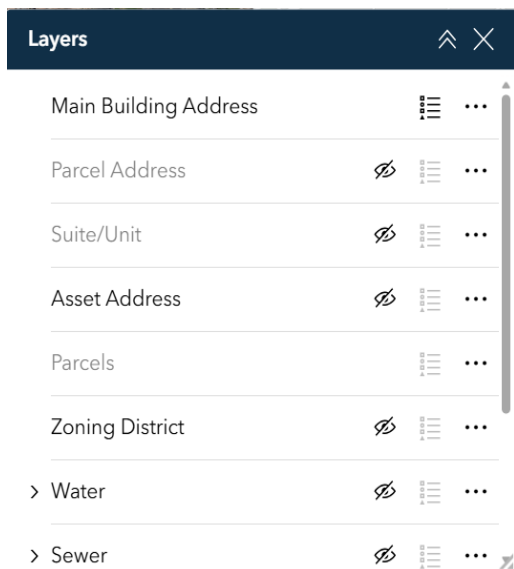 Layers
Main Building Address
Parcel Address
Suite/Unit
Asset Address
Parcels
Zoning District
Water
Sewer